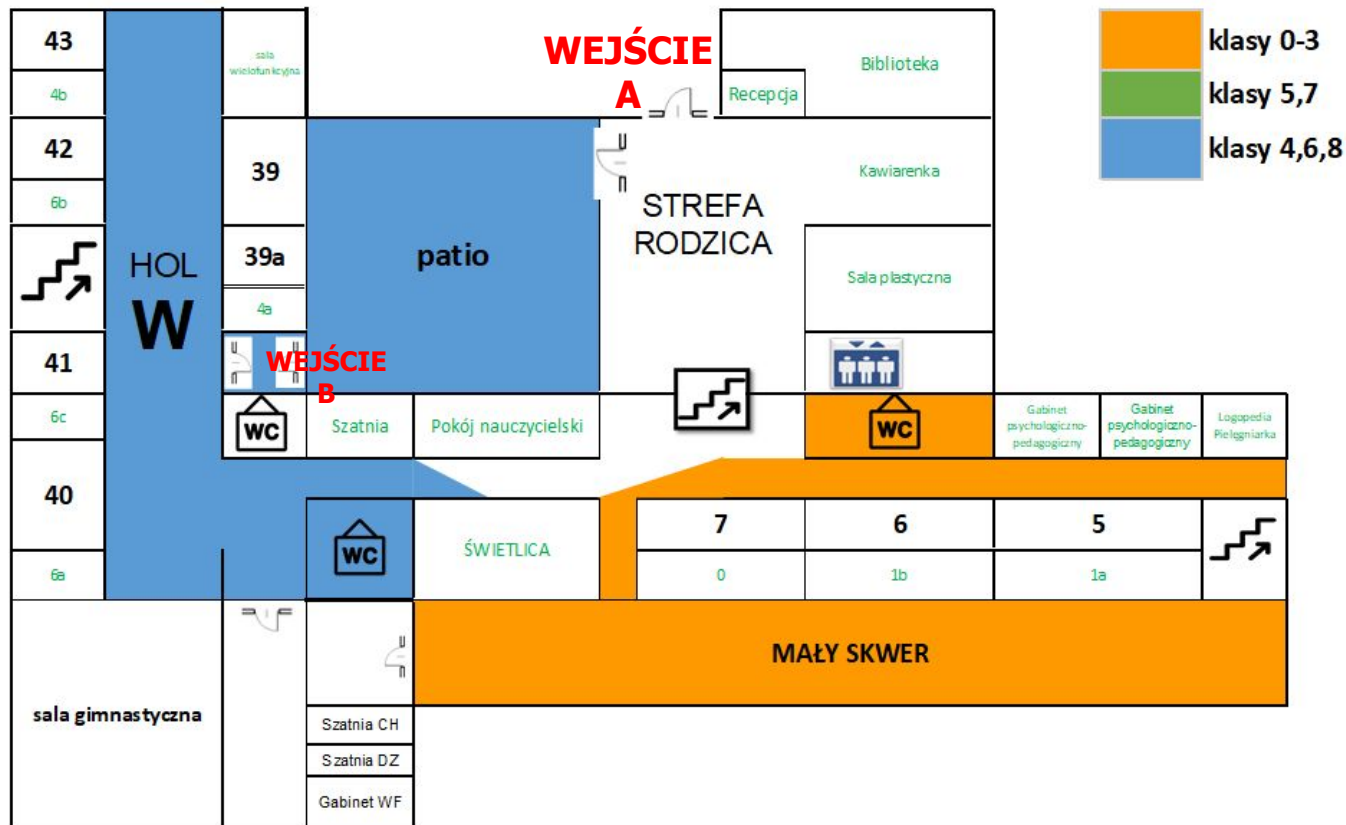 43
4b
42
6b
41
6c
40
6a
HOL
W
sala
wielofunkcyjna
39
39a
4a
WEJŚCIE
B
WC
patio
WEJŚCIE
A
Recepcja
Biblioteka
Kawiarenka
STREFA
RODZICA
Sala plastyczna
klasy 0-3
klasy 5,7
klasy 4,6,8
Szatnia
Pokój nauczycielski
WC
Gabinet
psychologiczno-
pedagogiczny
Gabinet
psychologiczno-
pedagogiczny
Logopedia
Pielęgniarka
WC
ŚWIETLICA
7
6
5
0
1b
1a
MAŁY SKWER
sala gimnastyczna
Szatnia CH
Szatnia DZ
Gabinet WF